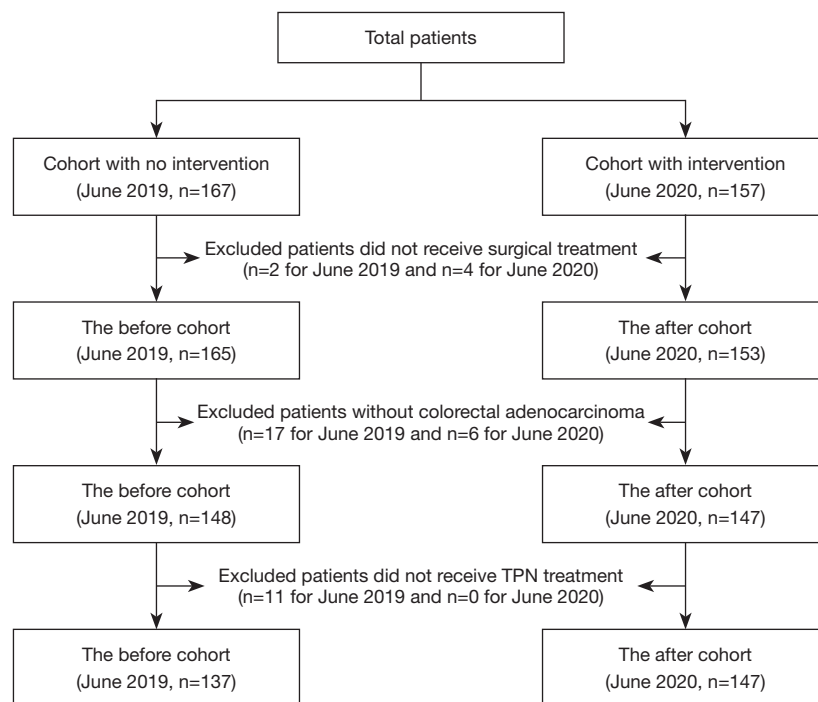 Total patients
Cohort with no intervention
(June 2019, n=167)
Cohort with intervention
(June 2020, n=157)
Excluded patients did not receive surgical treatment
(n=2 for June 2019 and n=4 for June 2020)
The before cohort
(June 2019, n=165)
The after cohort
(June 2020, n=153)
Excluded patients without colorectal adenocarcinoma
(n=17 for June 2019 and n=6 for June 2020)
The before cohort
(June 2019, n=148)
The after cohort
(June 2020, n=147)
Excluded patients did not receive TPN treatment
(n=11 for June 2019 and n=0 for June 2020)
The before cohort
(June 2019, n=137)
The after cohort
(June 2020, n=147)